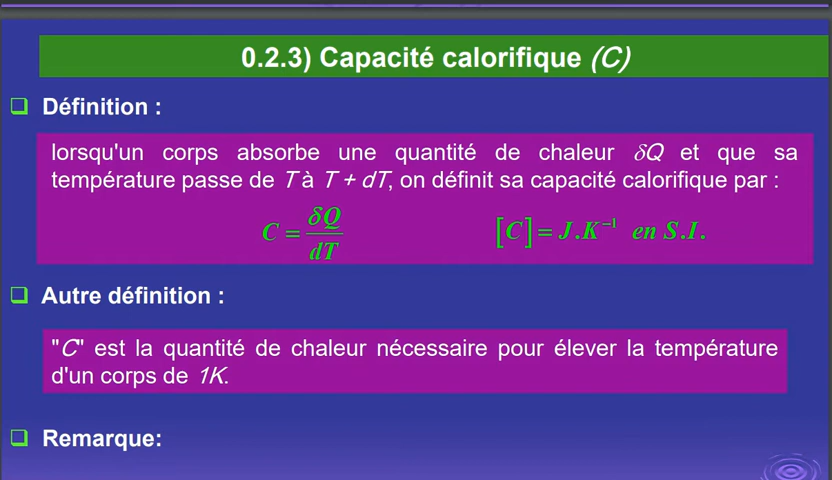 0.2.3) Capacité calorifique (C)
Définition :
lorsqu'un corps absorbe une quantité de chaleur δQ et que sa
température passe de T à T + dT, on définit sa capacité calorifique par :
C = δQ/dT [C] = J.K⁻¹ en S.I.
Autre définition :
"C" est la quantité de chaleur nécessaire pour élever la température
d'un corps de 1K.
Remarque: